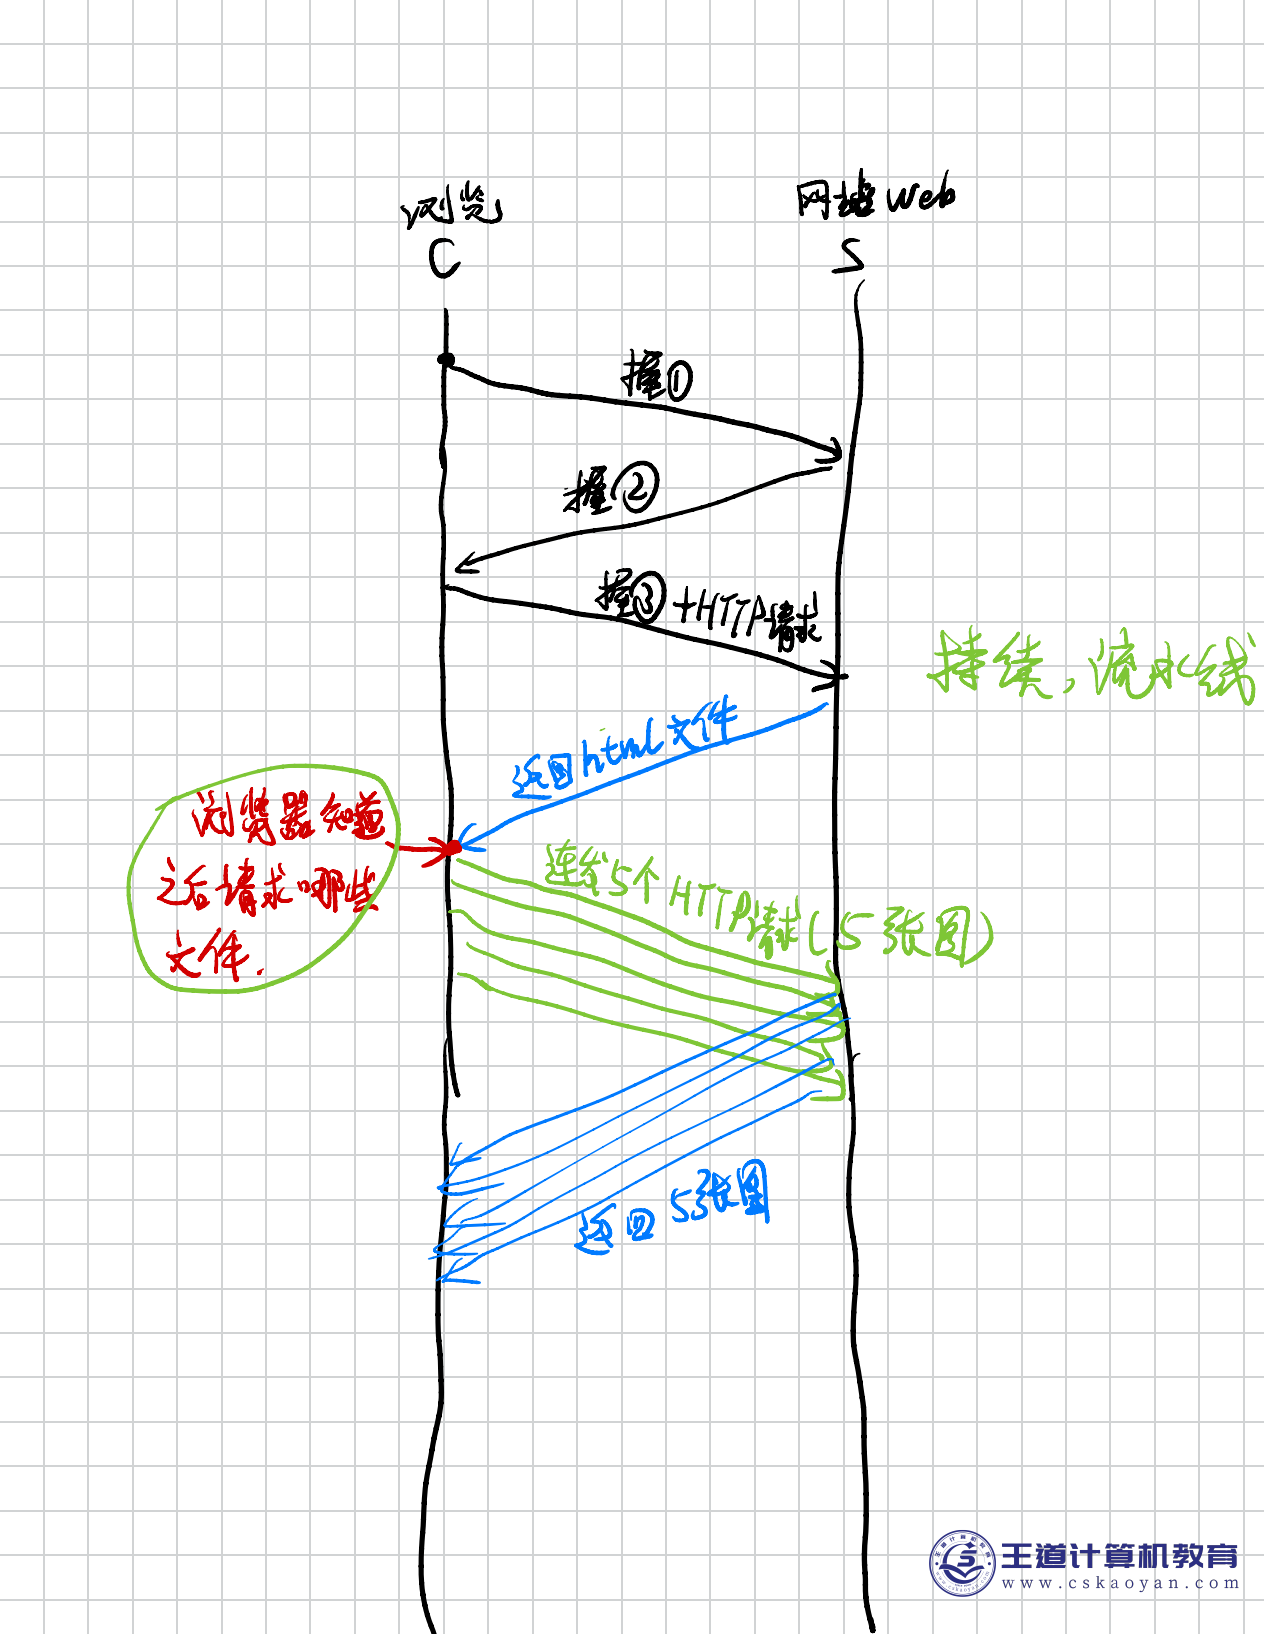 浏览
C
网站Web
S
握①
握②
握③+HTTP请求
持续,流水线
返回html文件
浏览器知道
之后请求哪些
文件.
连发5个HTTP请求(5张图)
返回5张图
王道计算机教育
www.cskaoyan.com